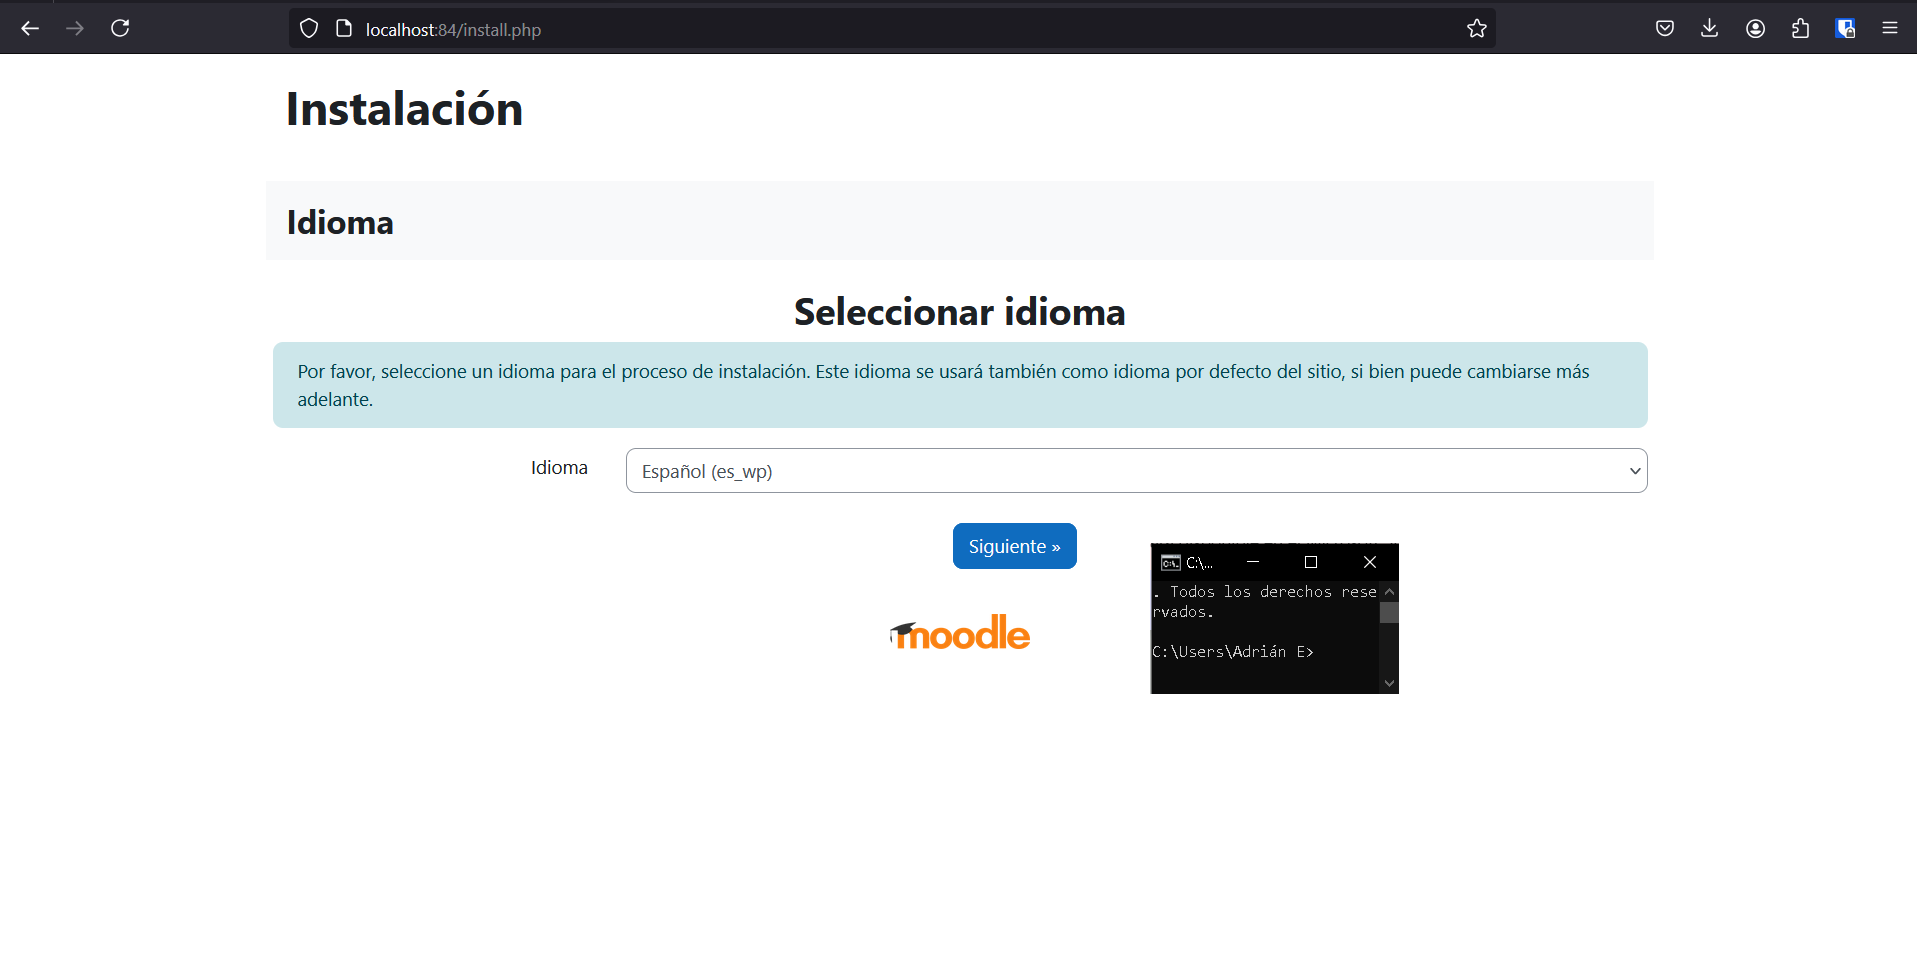 localhost:84/install.php
Instalación
Idioma
Seleccionar idioma
Por favor, seleccione un idioma para el proceso de instalación. Este idioma se usará también como idioma por defecto del sitio, si bien puede cambiarse más
adelante.
Idioma
Español (es_wp)
Siguiente »
moodle
C:\...
. Todos los derechos rese
rvados.
C:\Users\Adrián E>